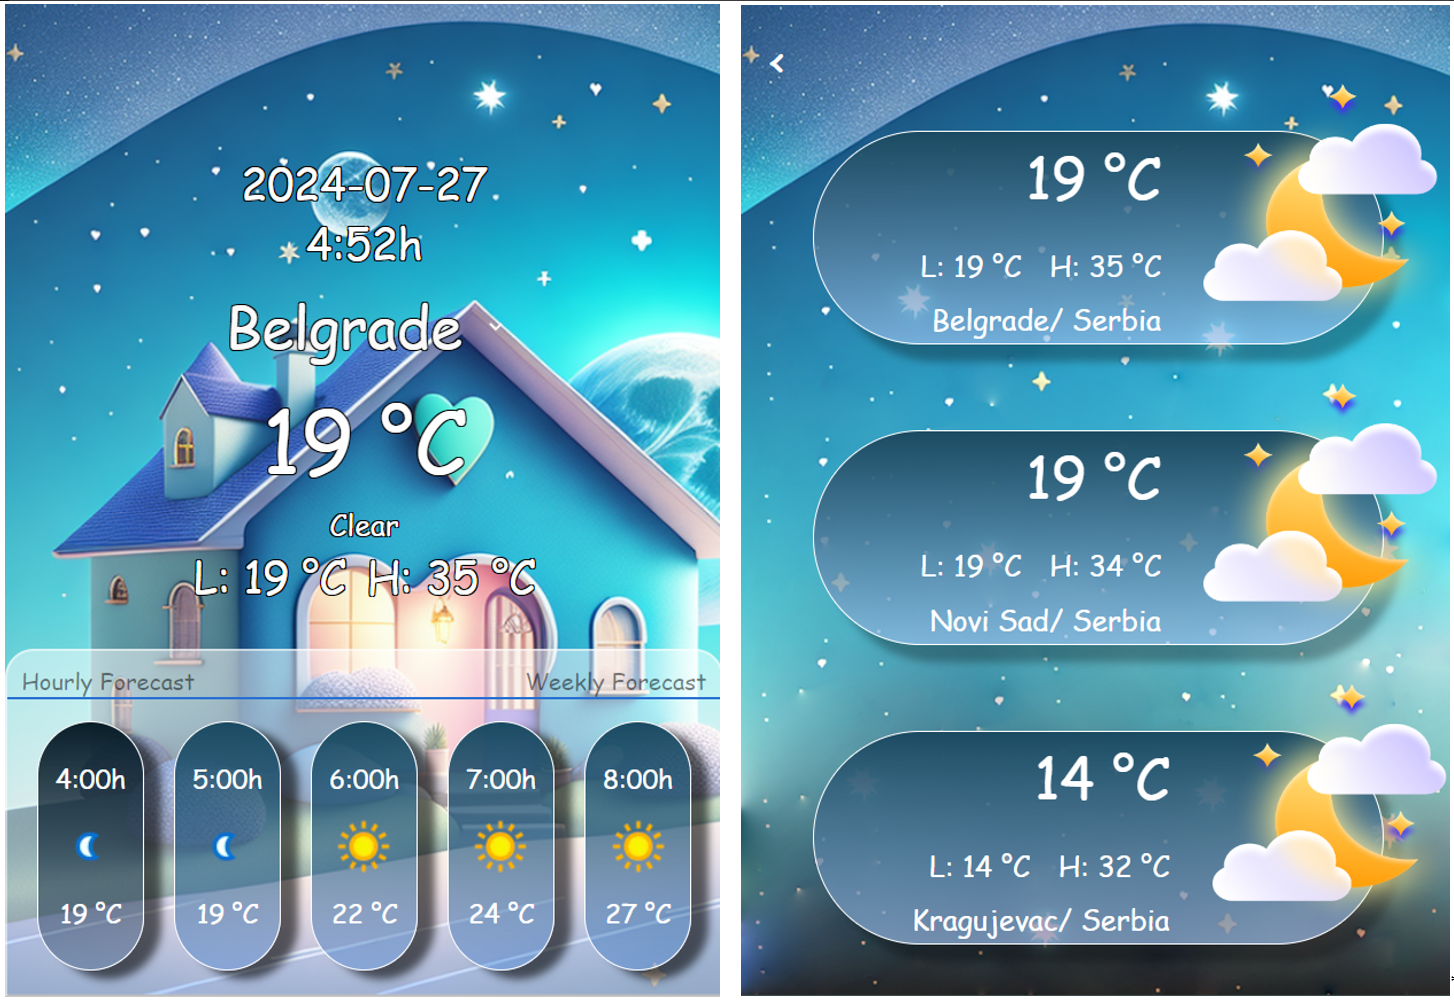 2024-07-27
4:52h
Belgrade
19 °C
Clear
L: 19 °C H: 35 °C
Hourly Forecast Weekly Forecast
4:00h 5:00h 6:00h 7:00h 8:00h
19 °C 19 °C 22 °C 24 °C 27 °C
19 °C
L: 19 °C H: 35 °C
Belgrade/ Serbia
19 °C
L: 19 °C H: 34 °C
Novi Sad/ Serbia
14 °C
L: 14 °C H: 32 °C
Kragujevac/ Serbia